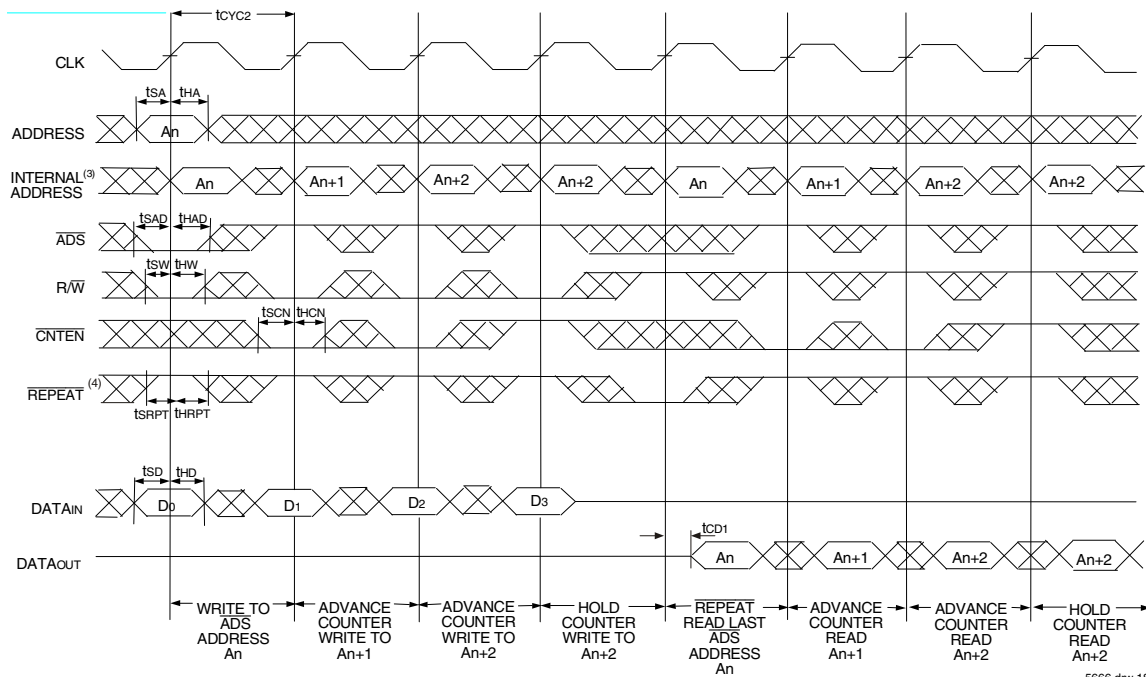 tCYC2
CLK
tSA tHA
ADDRESS An
INTERNAL(3) ADDRESS An An+1 An+2 An+2 An An+1 An+2 An+2
tSAD tHAD
ADS
tSW tHW
R/W
tSCN tHCN
CNTEN
REPEAT (4)
tSRPT tHRPT
tSD tHD
DATAIN D0 D1 D2 D3
tCD1
DATAOUT An An+1 An+2 An+2
WRITE TO
ADS
ADDRESS
An
ADVANCE
COUNTER
WRITE TO
An+1
ADVANCE
COUNTER
WRITE TO
An+2
HOLD
COUNTER
WRITE TO
An+2
REPEAT
READ LAST
ADS
ADDRESS
An
ADVANCE
COUNTER
READ
An+1
ADVANCE
COUNTER
READ
An+2
HOLD
COUNTER
READ
An+2